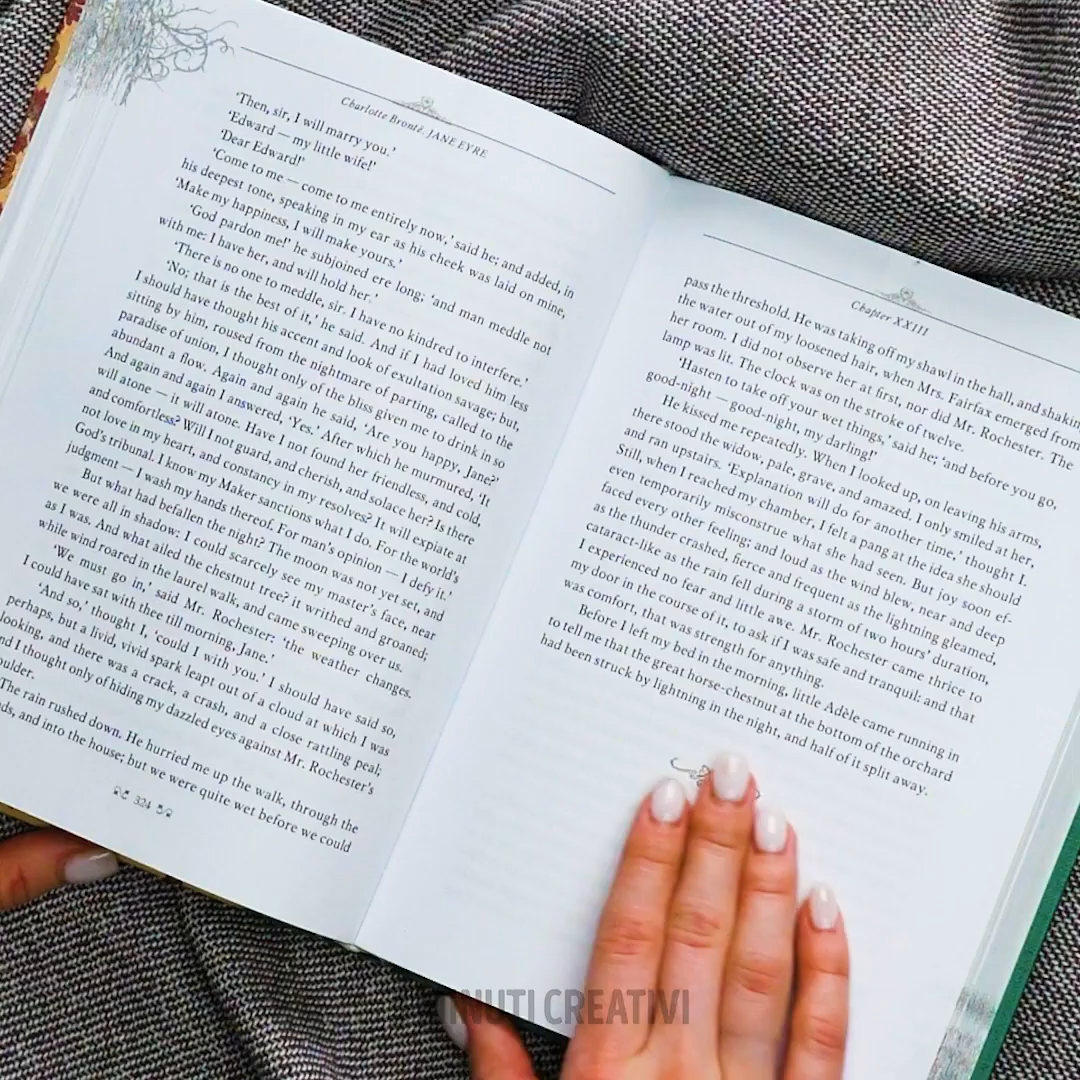 Charlotte Brontë. JANE EYRE
'Then, sir, I will marry you.'
'Edward — my little wife!'
'Dear Edward!'
'Come to me — come to me entirely now,' said he; and added, in
his deepest tone, speaking in my ear as his cheek was laid on mine,
'Make my happiness, I will make yours.'
'God pardon me!' he subjoined ere long; 'and man meddle not
with me: I have her, and will hold her.'
'There is no one to meddle, sir. I have no kindred to interfere.'
'No; that is the best of it,' he said. And if I had loved him less
I should have thought his accent and look of exultation savage; but,
sitting by him, roused from the nightmare of parting, called to the
paradise of union, I thought only of the bliss given me to drink in so
abundant a flow. Again and again he said, 'Are you happy, Jane?'
And again and again I answered, 'Yes.' After which he murmured, 'It
will atone — it will atone. Have I not found her friendless, and cold,
and comfortless? Will I not guard, and cherish, and solace her? Is there
not love in my heart, and constancy in my resolves? It will expiate at
God's tribunal. I know my Maker sanctions what I do. For the world's
judgment — I wash my hands thereof. For man's opinion — I defy it.'
But what had befallen the night? The moon was not yet set, and
we were all in shadow: I could scarcely see my master's face, near
as I was. And what ailed the chestnut tree? it writhed and groaned;
while wind roared in the laurel walk, and came sweeping over us.
'We must go in,' said Mr. Rochester; 'the weather changes.
I could have sat with thee till morning, Jane.'
'And so,' thought I, 'could I with you.' I should have said so,
perhaps, but a livid, vivid spark leapt out of a cloud at which I was
looking, and there was a crack, a crash, and a close rattling peal;
nd I thought only of hiding my dazzled eyes against Mr. Rochester's
oulder.
The rain rushed down. He hurried me up the walk, through the
ds, and into the house; but we were quite wet before we could
324
Chapter XXIII
pass the threshold. He was taking off my shawl in the hall, and shakin
the water out of my loosened hair, when Mrs. Fairfax emerged from
her room. I did not observe her at first, nor did Mr. Rochester. The
lamp was lit. The clock was on the stroke of twelve.
'Hasten to take off your wet things,' said he; 'and before you go,
good-night — good-night, my darling!'
He kissed me repeatedly. When I looked up, on leaving his arms,
there stood the widow, pale, grave, and amazed. I only smiled at her,
and ran upstairs. 'Explanation will do for another time,' thought I.
Still, when I reached my chamber, I felt a pang at the idea she should
even temporarily misconstrue what she had seen. But joy soon ef-
faced every other feeling; and loud as the wind blew, near and deep
as the thunder crashed, fierce and frequent as the lightning gleamed,
cataract-like as the rain fell during a storm of two hours' duration,
I experienced no fear and little awe. Mr. Rochester came thrice to
my door in the course of it, to ask if I was safe and tranquil: and that
was comfort, that was strength for anything.
Before I left my bed in the morning, little Adèle came running in
to tell me that the great horse-chestnut at the bottom of the orchard
had been struck by lightning in the night, and half of it split away.
INUTI CREATIVI